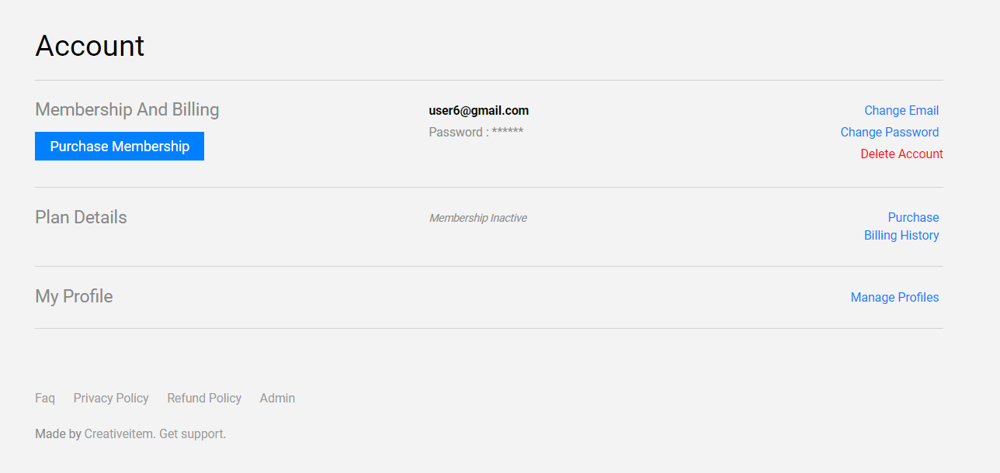 Account
Membership And Billing
Purchase Membership
user6@gmail.com
Password : ******
Change Email
Change Password
Delete Account
Plan Details
Membership Inactive
Purchase
Billing History
My Profile
Manage Profiles
Faq Privacy Policy Refund Policy Admin
Made by Creativeitem. Get support.